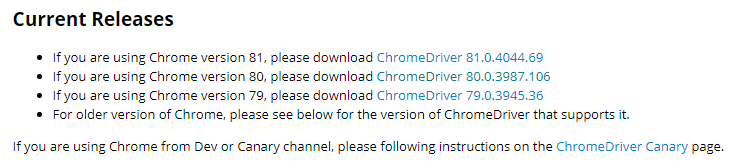 Current Releases
If you are using Chrome version 81, please download ChromeDriver 81.0.4044.69
If you are using Chrome version 80, please download ChromeDriver 80.0.3987.106
If you are using Chrome version 79, please download ChromeDriver 79.0.3945.36
For older version of Chrome, please see below for the version of ChromeDriver that supports it.
If you are using Chrome from Dev or Canary channel, please following instructions on the ChromeDriver Canary page.